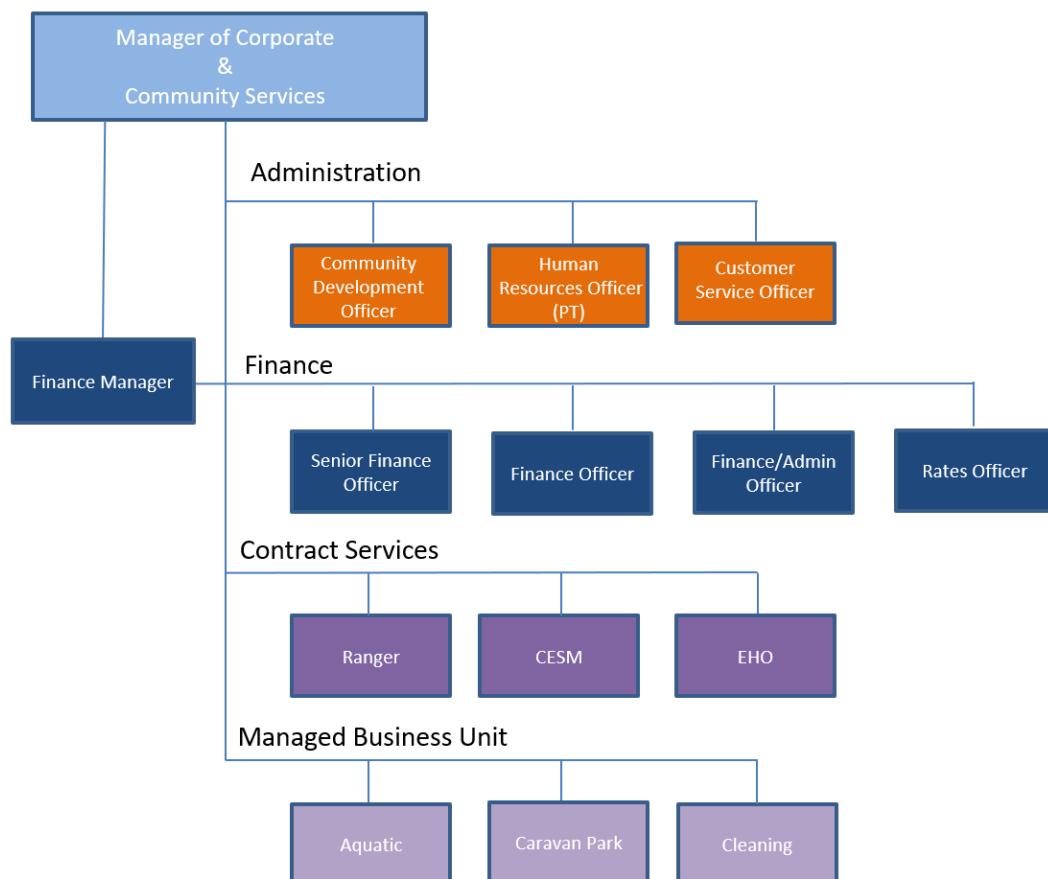 Manager of Corporate
&
Community Services
Administration
Community
Development
Officer
Human
Resources Officer
(PT)
Customer
Service Officer
Finance Manager
Finance
Senior Finance
Officer
Finance Officer
Finance/Admin
Officer
Rates Officer
Contract Services
Ranger
CESM
EHO
Managed Business Unit
Aquatic
Caravan Park
Cleaning